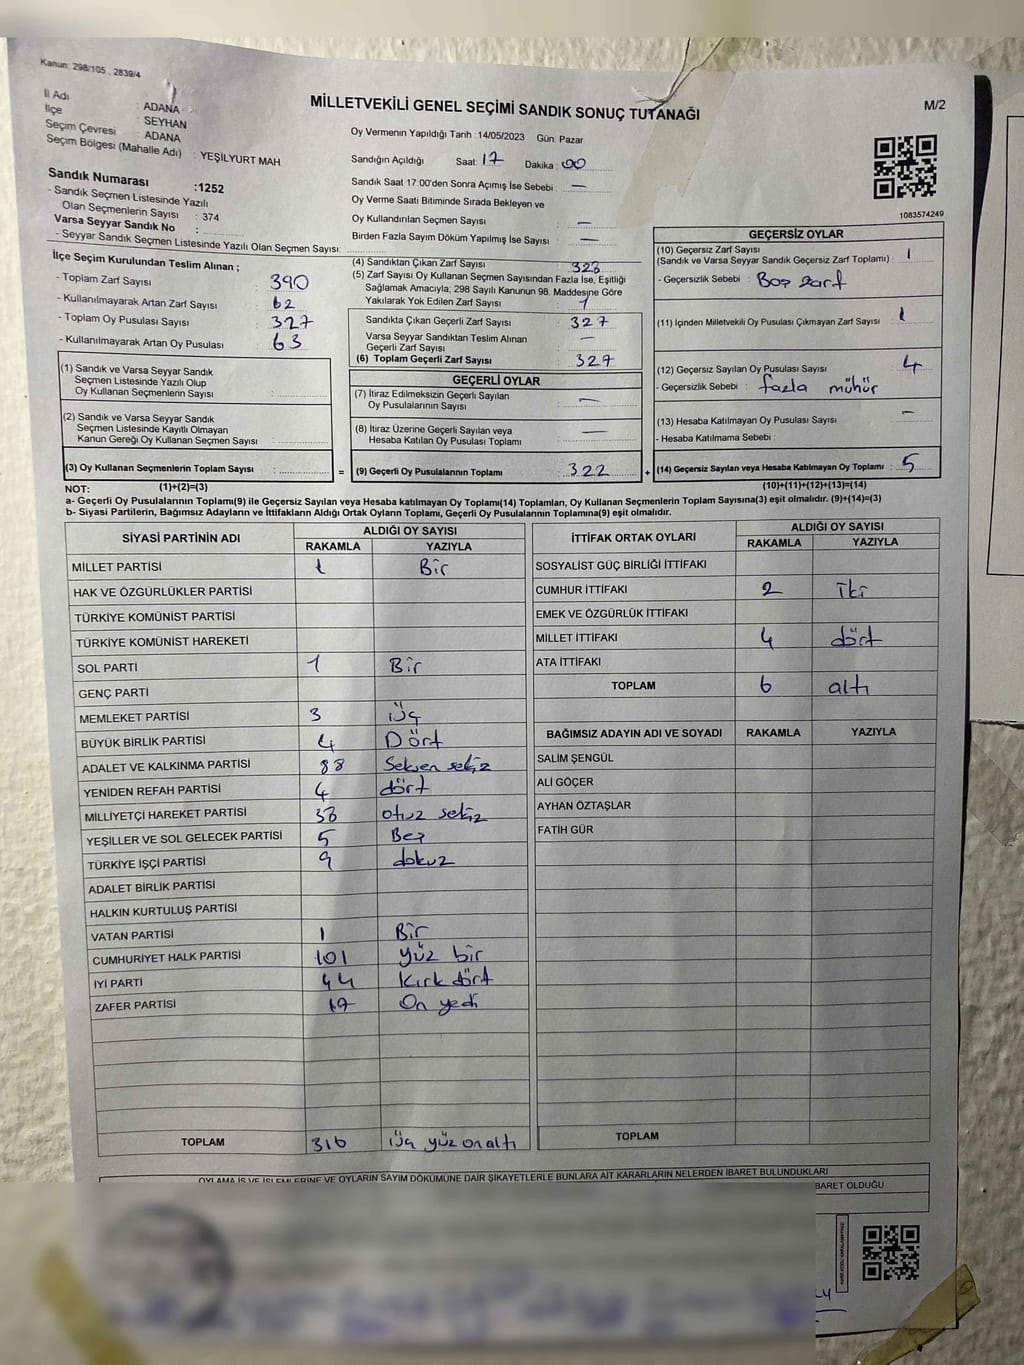 Kanun: 298/105 , 2839/4
MİLLETVEKİLİ GENEL SEÇİMİ SANDIK SONUÇ TUTANAĞI
M/2
İl Adı : ADANA
İlçe : SEYHAN
Seçim Çevresi : ADANA
Seçim Bölgesi (Mahalle Adı) : YEŞİLYURT MAH
Sandık Numarası :1252
- Sandık Seçmen Listesinde Yazılı
Olan Seçmenlerin Sayısı : 374
Varsa Seyyar Sandık No :
- Seyyar Sandık Seçmen Listesinde Yazılı Olan Seçmen Sayısı:
Oy Vermenin Yapıldığı Tarih : 14/05/2023 Gün: Pazar
Sandığın Açıldığı Saat: 17 Dakika : 00
Sandık Saat 17:00'den Sonra Açımış İse Sebebi : —
Oy Verme Saati Bitiminde Sırada Bekleyen ve
Oy Kullandırılan Seçmen Sayısı : —
Birden Fazla Sayım Döküm Yapılmış İse Sayısı : —
1083574249
İlçe Seçim Kurulundan Teslim Alınan ;
- Toplam Zarf Sayısı : 390
- Kullanılmayarak Artan Zarf Sayısı : 62
- Toplam Oy Pusulası Sayısı : 327
- Kullanılmayarak Artan Oy Pusulası : 63
(1) Sandık ve Varsa Seyyar Sandık
Seçmen Listesinde Yazılı Olup
Oy Kullanan Seçmenlerin Sayısı :
(2) Sandık ve Varsa Seyyar Sandık
Seçmen Listesinde Kayıtlı Olmayan
Kanun Gereği Oy Kullanan Seçmen Sayısı :
(3) Oy Kullanan Seçmenlerin Toplam Sayısı :
(1)+(2)=(3)
(4) Sandıktan Çıkan Zarf Sayısı : 328
(5) Zarf Sayısı Oy Kullanan Seçmen Sayısından Fazla İse, Eşitliği
Sağlamak Amacıyla; 298 Sayılı Kanunun 98. Maddesine Göre
Yakılarak Yok Edilen Zarf Sayısı : 1
Sandıkta Çıkan Geçerli Zarf Sayısı : 327
Varsa Seyyar Sandıktan Teslim Alınan
Geçerli Zarf Sayısı : —
(6) Toplam Geçerli Zarf Sayısı : 327
GEÇERLİ OYLAR
(7) İtiraz Edilmeksizin Geçerli Sayılan
Oy Pusulalarının Sayısı : —
(8) İtiraz Üzerine Geçerli Sayılan veya
Hesaba Katılan Oy Pusulası Toplamı : —
= (9) Geçerli Oy Pusulalarının Toplamı : 322
GEÇERSİZ OYLAR
(10) Geçersiz Zarf Sayısı
(Sandık ve Varsa Seyyar Sandık Geçersiz Zarf Toplamı) : 1
- Geçersizlik Sebebi : Boş zarf
(11) İçinden Milletvekili Oy Pusulası Çıkmayan Zarf Sayısı : 1
(12) Geçersiz Sayılan Oy Pusulası Sayısı : 4
- Geçersizlik Sebebi : fazla mühür
(13) Hesaba Katılmayan Oy Pusulası Sayısı : —
- Hesaba Katılmama Sebebi :
+ (14) Geçersiz Sayılan veya Hesaba Katılmayan Oy Toplamı : 5
(10)+(11)+(12)+(13)=(14)
NOT:
a- Geçerli Oy Pusulalarının Toplamı(9) ile Geçersiz Sayılan veya Hesaba katılmayan Oy Toplamı(14) Toplamları, Oy Kullanan Seçmenlerin Toplam Sayısına(3) eşit olmalıdır. (9)+(14)=(3)
b- Siyasi Partilerin, Bağımsız Adayların ve İttifakların Aldığı Ortak Oyların Toplamı, Geçerli Oy Pusulalarının Toplamına(9) eşit olmalıdır.
SİYASİ PARTİNİN ADI ALDIĞI OY SAYISI
RAKAMLA YAZIYLA
MİLLET PARTİSİ 1 Bir
HAK VE ÖZGÜRLÜKLER PARTİSİ
TÜRKİYE KOMÜNİST PARTİSİ
TÜRKİYE KOMÜNİST HAREKETİ
SOL PARTİ 1 Bir
GENÇ PARTİ
MEMLEKET PARTİSİ 3 üç
BÜYÜK BİRLİK PARTİSİ 4 Dört
ADALET VE KALKINMA PARTİSİ 88 Seksen sekiz
YENİDEN REFAH PARTİSİ 4 dört
MİLLİYETÇİ HAREKET PARTİSİ 38 otuz sekiz
YEŞİLLER VE SOL GELECEK PARTİSİ 5 Beş
TÜRKİYE İŞÇİ PARTİSİ 9 dokuz
ADALET BİRLİK PARTİSİ
HALKIN KURTULUŞ PARTİSİ
VATAN PARTİSİ 1 Bir
CUMHURİYET HALK PARTİSİ 101 yüz bir
İYİ PARTİ 44 Kırk dört
ZAFER PARTİSİ 17 On yedi
TOPLAM 316 üç yüz on altı
İTTİFAK ORTAK OYLARI ALDIĞI OY SAYISI
RAKAMLA YAZIYLA
SOSYALİST GÜÇ BİRLİĞİ İTTİFAKI
CUMHUR İTTİFAKI 2 iki
EMEK VE ÖZGÜRLÜK İTTİFAKI
MİLLET İTTİFAKI 4 dört
ATA İTTİFAKI
TOPLAM 6 altı
BAĞIMSIZ ADAYIN ADI VE SOYADI RAKAMLA YAZIYLA
SALİM ŞENGÜL
ALİ GÖÇER
AYHAN ÖZTAŞLAR
FATİH GÜR
TOPLAM
OYLAMA İŞ VE İŞLEMLERİNE VE OYLARIN SAYIM DÖKÜMÜNE DAİR ŞİKAYETLERLE BUNLARA AİT KARARLARIN NELERDEN İBARET BULUNDUKLARI
BARET OLDUĞU